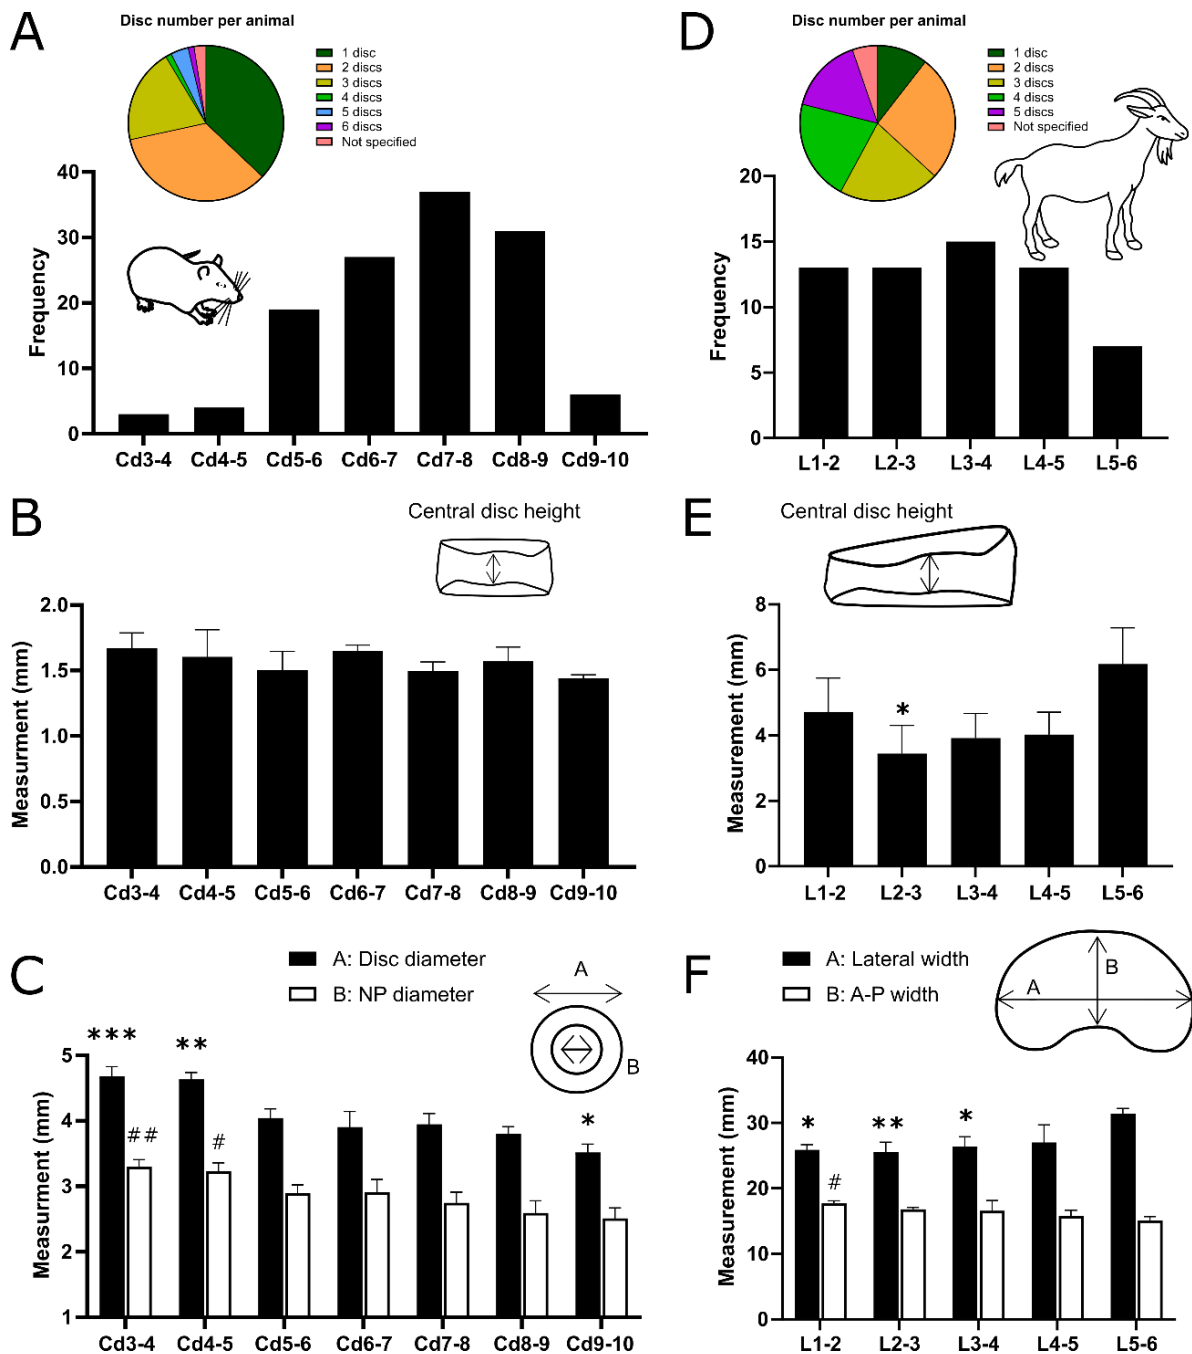 A
Disc number per animal
1 disc
2 discs
3 discs
4 discs
5 discs
6 discs
Not specified
Frequency
40
30
20
10
0
Cd3-4 Cd4-5 Cd5-6 Cd6-7 Cd7-8 Cd8-9 Cd9-10
D
Disc number per animal
1 disc
2 discs
3 discs
4 discs
5 discs
Not specified
Frequency
20
15
10
5
0
L1-2 L2-3 L3-4 L4-5 L5-6
B
Central disc height
Measurment (mm)
2.0
1.5
1.0
0.5
0.0
Cd3-4 Cd4-5 Cd5-6 Cd6-7 Cd7-8 Cd8-9 Cd9-10
E
Central disc height
Measurement (mm)
8
6
4
2
0
*
L1-2 L2-3 L3-4 L4-5 L5-6
C
A: Disc diameter
B: NP diameter
A
B
Measurment (mm)
5
4
3
2
1
*** ** *
## #
Cd3-4 Cd4-5 Cd5-6 Cd6-7 Cd7-8 Cd8-9 Cd9-10
F
A: Lateral width
B: A-P width
B
A
Measurement (mm)
40
30
20
10
0
* ** *
#
L1-2 L2-3 L3-4 L4-5 L5-6